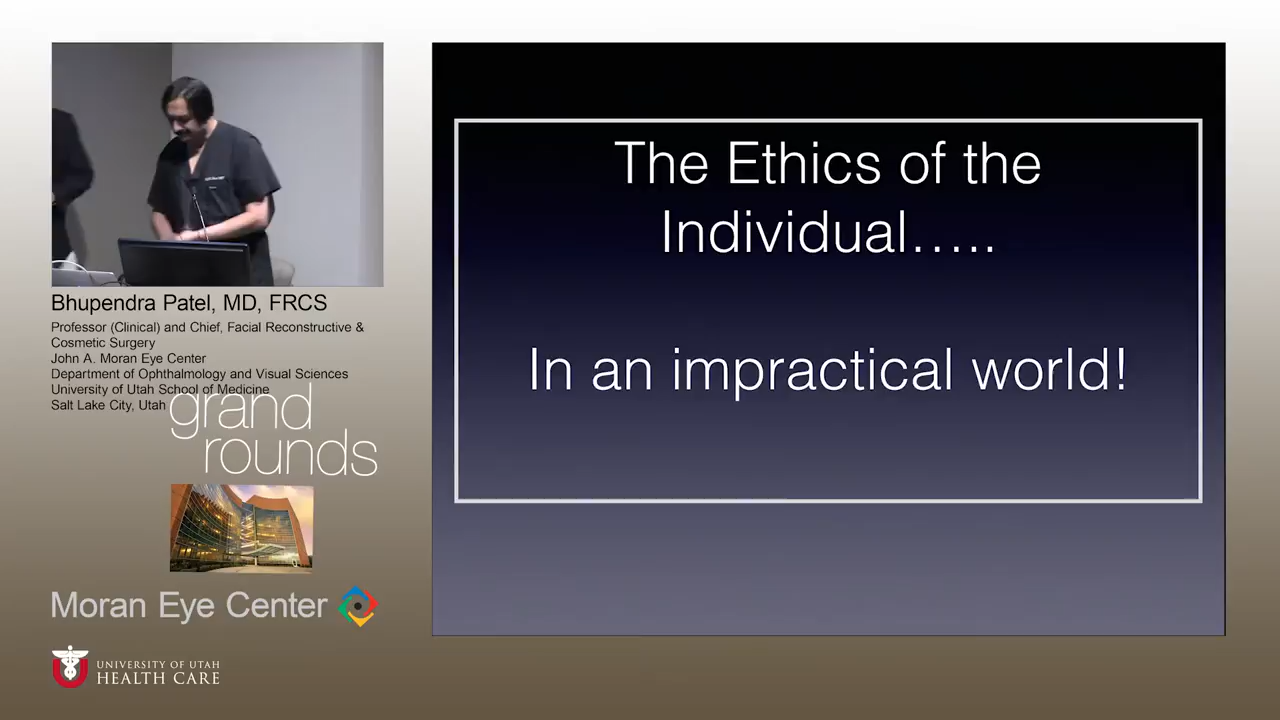 Bhupendra Patel, MD, FRCS
Professor (Clinical) and Chief, Facial Reconstructive &
Cosmetic Surgery
John A. Moran Eye Center
Department of Ophthalmology and Visual Sciences
University of Utah School of Medicine
Salt Lake City, Utah
grand
rounds
Moran Eye Center
UNIVERSITY OF UTAH
HEALTH CARE
The Ethics of the
Individual.....
In an impractical world!